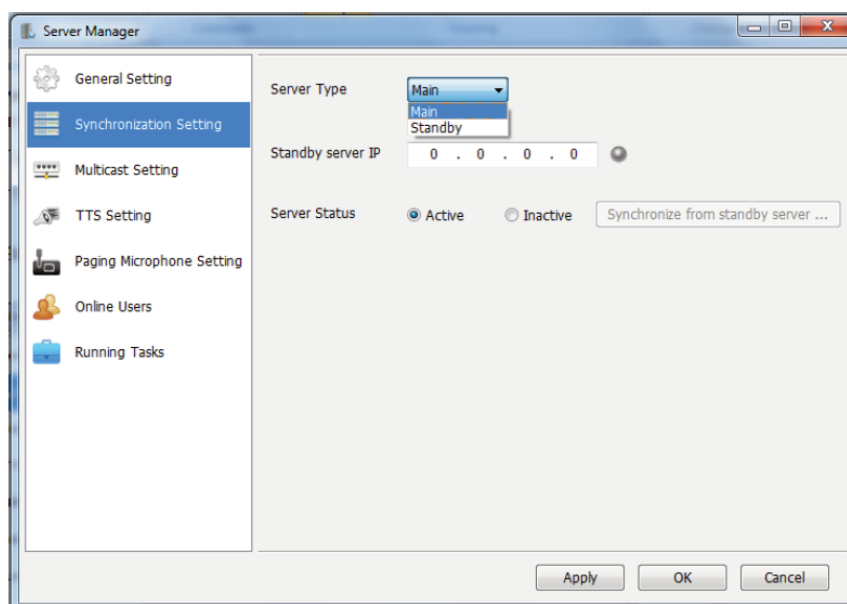 Server Manager
General Setting
Synchronization Setting
Multicast Setting
TTS Setting
Paging Microphone Setting
Online Users
Running Tasks
Server Type
Main
Main
Standby
Standby server IP
0 . 0 . 0 . 0
Server Status
Active
Inactive
Synchronize from standby server ...
Apply
OK
Cancel